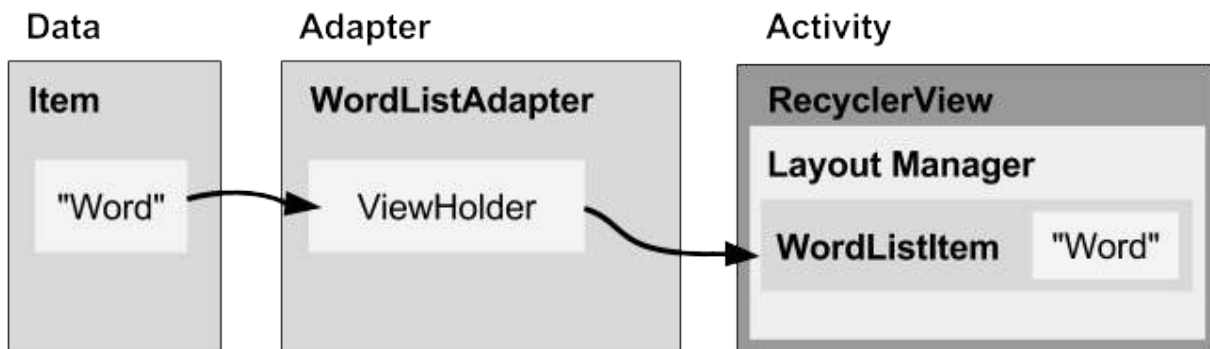 Data
Adapter
Activity
Item
WordListAdapter
RecyclerView
Layout Manager
"Word"
ViewHolder
WordListItem
"Word"